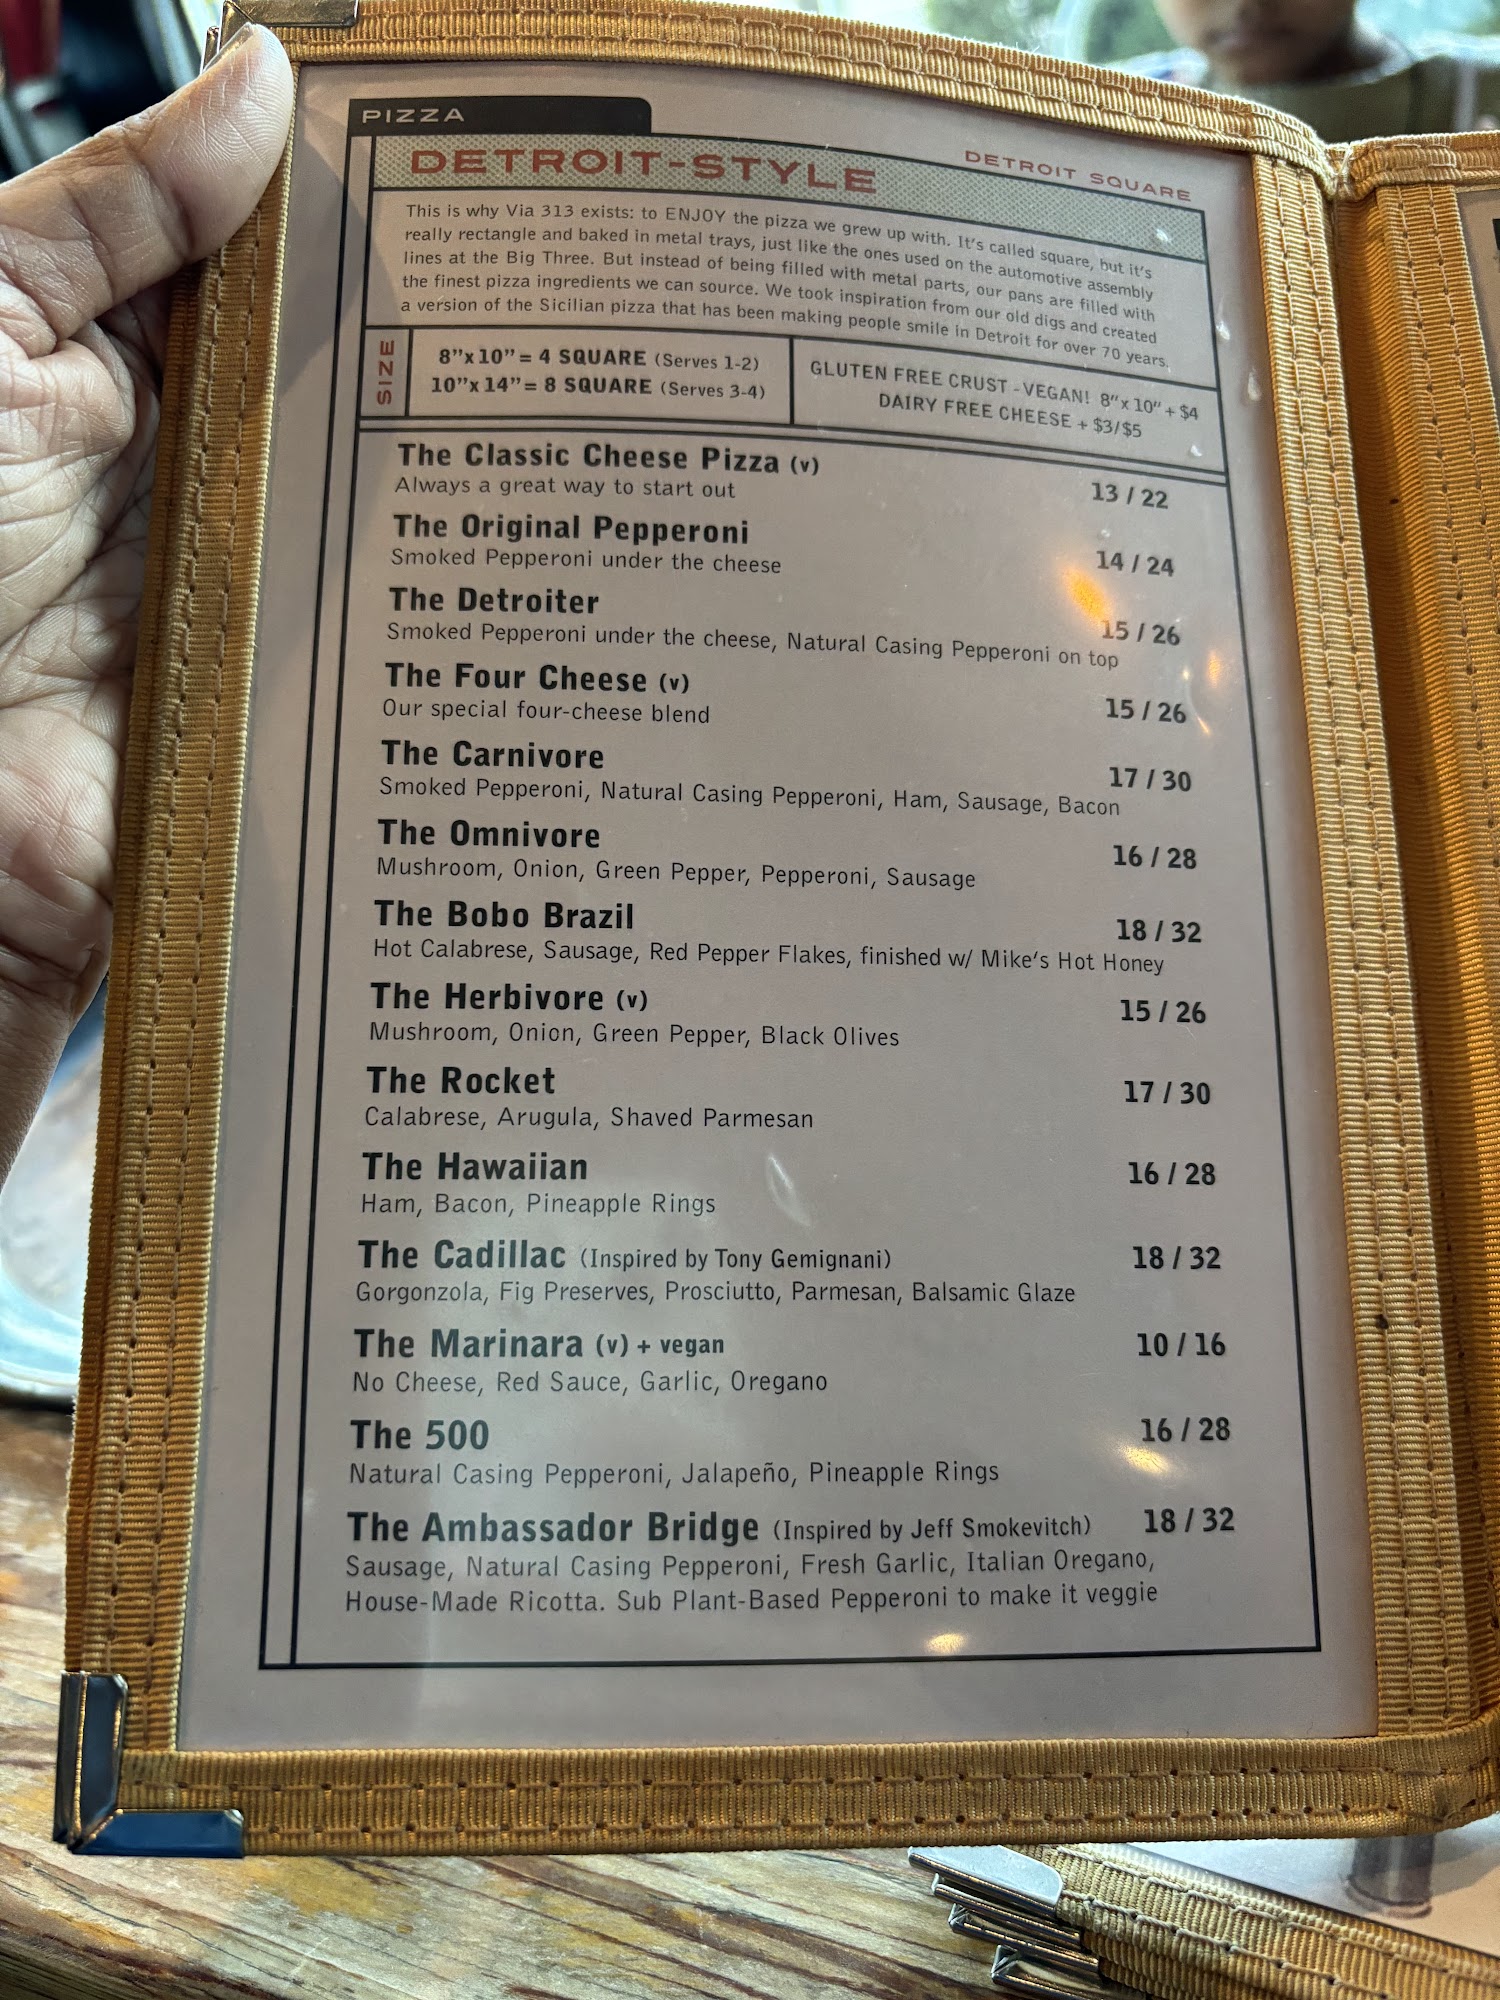 PIZZA
DETROIT-STYLE
DETROIT SQUARE
This is why Via 313 exists: to ENJOY the pizza we grew up with. It's called square, but it's
really rectangle and baked in metal trays, just like the ones used on the automotive assembly
lines at the Big Three. But instead of being filled with metal parts, our pans are filled with
the finest pizza ingredients we can source. We took inspiration from our old digs and created
a version of the Sicilian pizza that has been making people smile in Detroit for over 70 years.
SIZE
8"x10"= 4 SQUARE (Serves 1-2)
10"x 14"= 8 SQUARE (Serves 3-4)
GLUTEN FREE CRUST -VEGAN! 8"x 10" + $4
DAIRY FREE CHEESE + $3/$5
The Classic Cheese Pizza (v)
13 / 22
Always a great way to start out
The Original Pepperoni
14 / 24
Smoked Pepperoni under the cheese
The Detroiter
15 / 26
Smoked Pepperoni under the cheese, Natural Casing Pepperoni on top
The Four Cheese (v)
15 / 26
Our special four-cheese blend
The Carnivore
17 / 30
Smoked Pepperoni, Natural Casing Pepperoni, Ham, Sausage, Bacon
The Omnivore
16 / 28
Mushroom, Onion, Green Pepper, Pepperoni, Sausage
The Bobo Brazil
18 / 32
Hot Calabrese, Sausage, Red Pepper Flakes, finished w/ Mike's Hot Honey
The Herbivore (v)
15 / 26
Mushroom, Onion, Green Pepper, Black Olives
The Rocket
17 / 30
Calabrese, Arugula, Shaved Parmesan
The Hawaiian
16 / 28
Ham, Bacon, Pineapple Rings
The Cadillac (Inspired by Tony Gemignani)
18 / 32
Gorgonzola, Fig Preserves, Prosciutto, Parmesan, Balsamic Glaze
The Marinara (v) + vegan
10 / 16
No Cheese, Red Sauce, Garlic, Oregano
The 500
16 / 28
Natural Casing Pepperoni, Jalapeño, Pineapple Rings
The Ambassador Bridge (Inspired by Jeff Smokevitch)
18 / 32
Sausage, Natural Casing Pepperoni, Fresh Garlic, Italian Oregano,
House-Made Ricotta. Sub Plant-Based Pepperoni to make it veggie